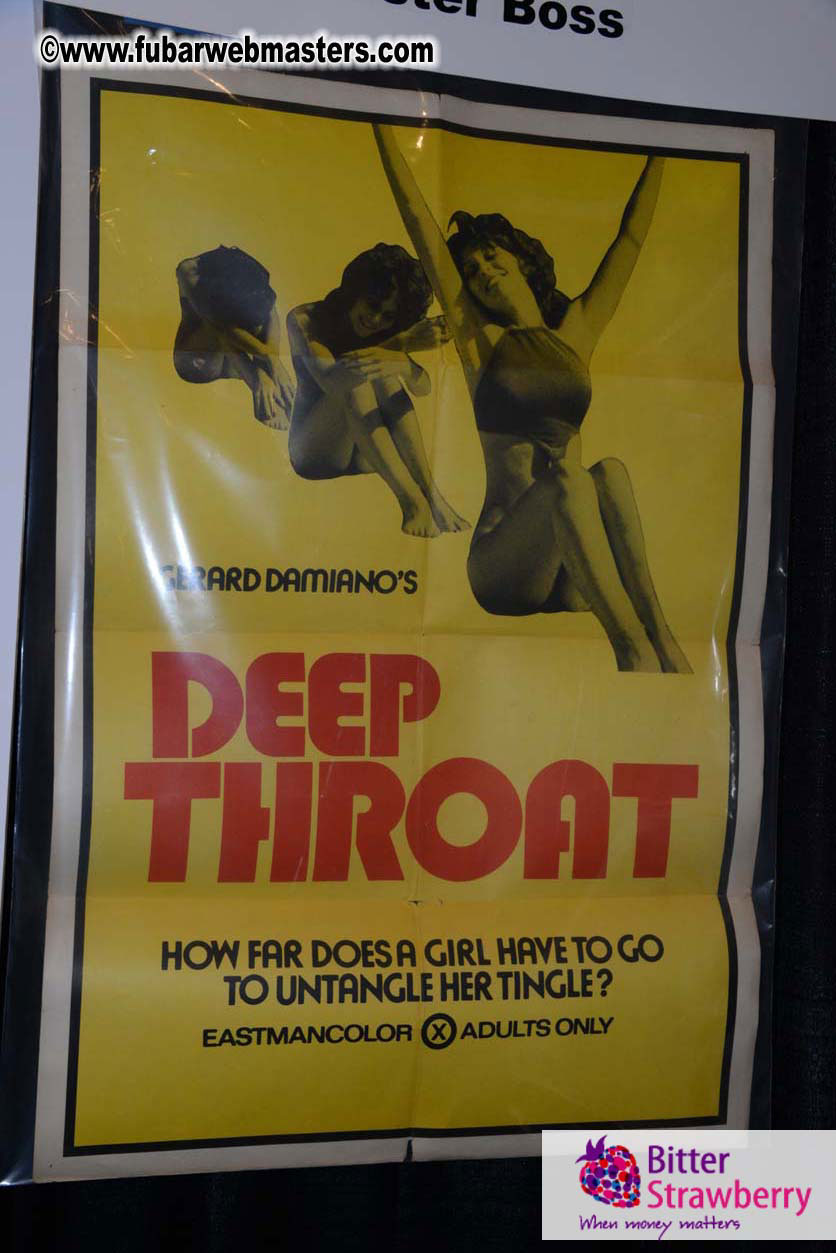 Boss
©www.fubarwebmasters.com
GERARD DAMIANO'S
DEEP
THROAT
HOW FAR DOES A GIRL HAVE TO GO
TO UNTANGLE HER TINGLE?
EASTMANCOLOR X ADULTS ONLY
Bitter
Strawberry
When money matters